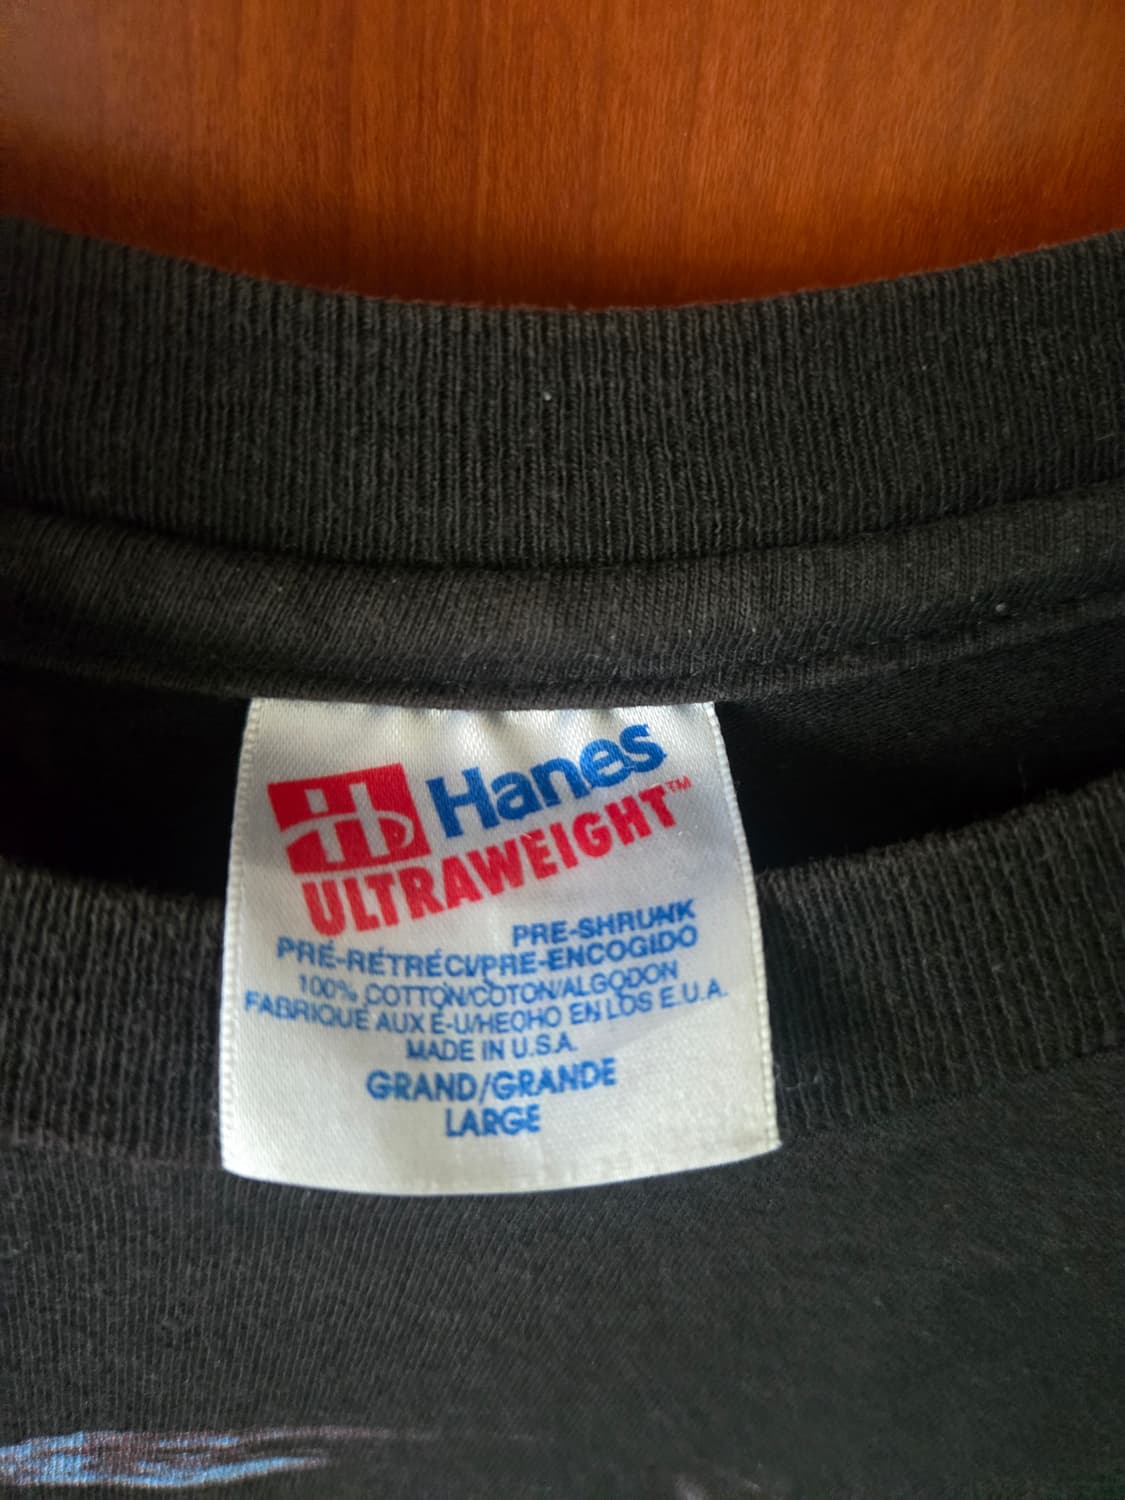 Hanes
ULTRAWEIGHT™
PRE-SHRUNK
PRÉ-RÉTRÉCI/PRE-ENCOGIDO
100% COTTON/COTON/ALGODON
FABRIQUE AUX E-U/HECHO EN LOS E.U.A.
MADE IN U.S.A.
GRAND/GRANDE
LARGE